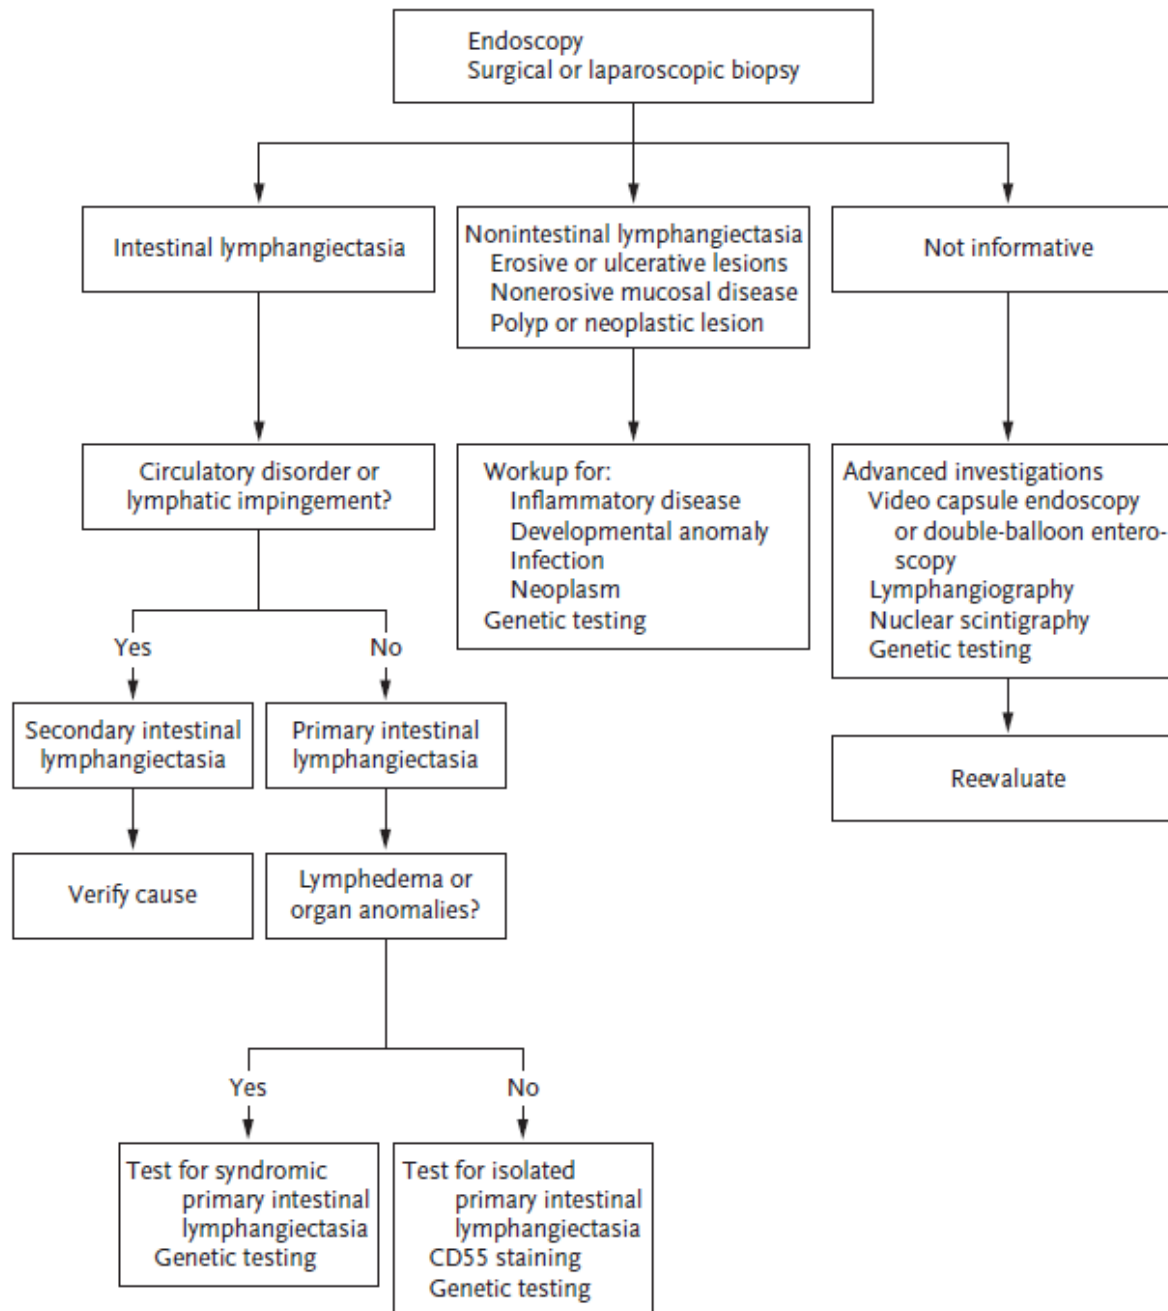 Endoscopy
Surgical or laparoscopic biopsy
Intestinal lymphangiectasia
Nonintestinal lymphangiectasia
Erosive or ulcerative lesions
Nonerosive mucosal disease
Polyp or neoplastic lesion
Not informative
Circulatory disorder or
lymphatic impingement?
Workup for:
Inflammatory disease
Developmental anomaly
Infection
Neoplasm
Genetic testing
Advanced investigations
Video capsule endoscopy
or double-balloon entero-
scopy
Lymphangiography
Nuclear scintigraphy
Genetic testing
Yes
No
Secondary intestinal
lymphangiectasia
Primary intestinal
lymphangiectasia
Reevaluate
Verify cause
Lymphedema or
organ anomalies?
Yes
No
Test for syndromic
primary intestinal
lymphangiectasia
Genetic testing
Test for isolated
primary intestinal
lymphangiectasia
CD55 staining
Genetic testing